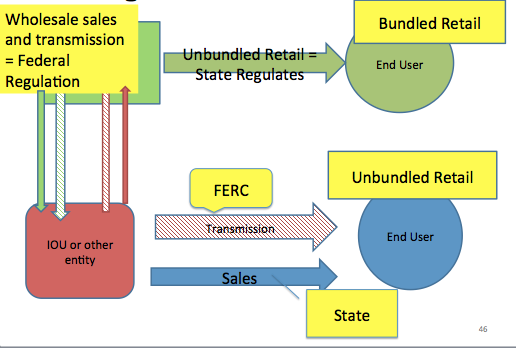 Wholesale sales
and transmission
= Federal
Regulation
Unbundled Retail =
State Regulates
Bundled Retail
End User
Unbundled Retail
FERC
Transmission
End User
IOU or other
entity
Sales
State
46